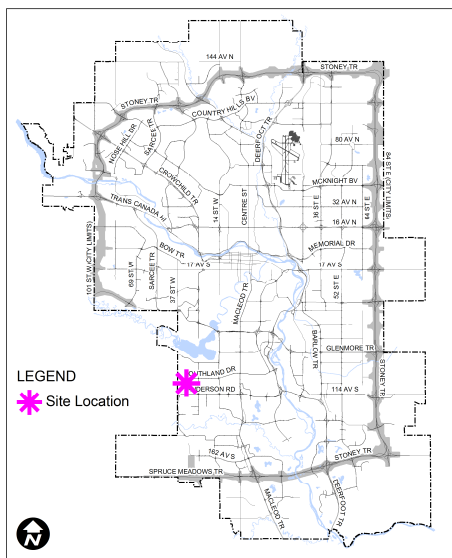 144 AV N
STONEY TR
STONEY TR
COUNTRY HILLS BV
DEERFOOT TR
NOSE HILL DR
SARCEE TR
80 AV N
CROWCHILD TR
84 ST E (CITY LIMITS)
MCKNIGHT BV
14 ST W
CENTRE ST
36 ST E
44 ST E
32 AV N
TRANS CANADA H
16 AV N
101 ST W (CITY LIMITS)
BOW TR
MEMORIAL DR
17 AV S
17 AV S
69 ST W
SARCEE TR
37 ST W
MACLEOD TR
52 ST E
BARLOW TR
GLENMORE TR
LEGEND
Site Location
OUTHLAND DR
DERSON RD
114 AV S
STONEY TR
162 AV S
STONEY TR
SPRUCE MEADOWS TR
MACLEOD TR
DEERFOOT TR
N